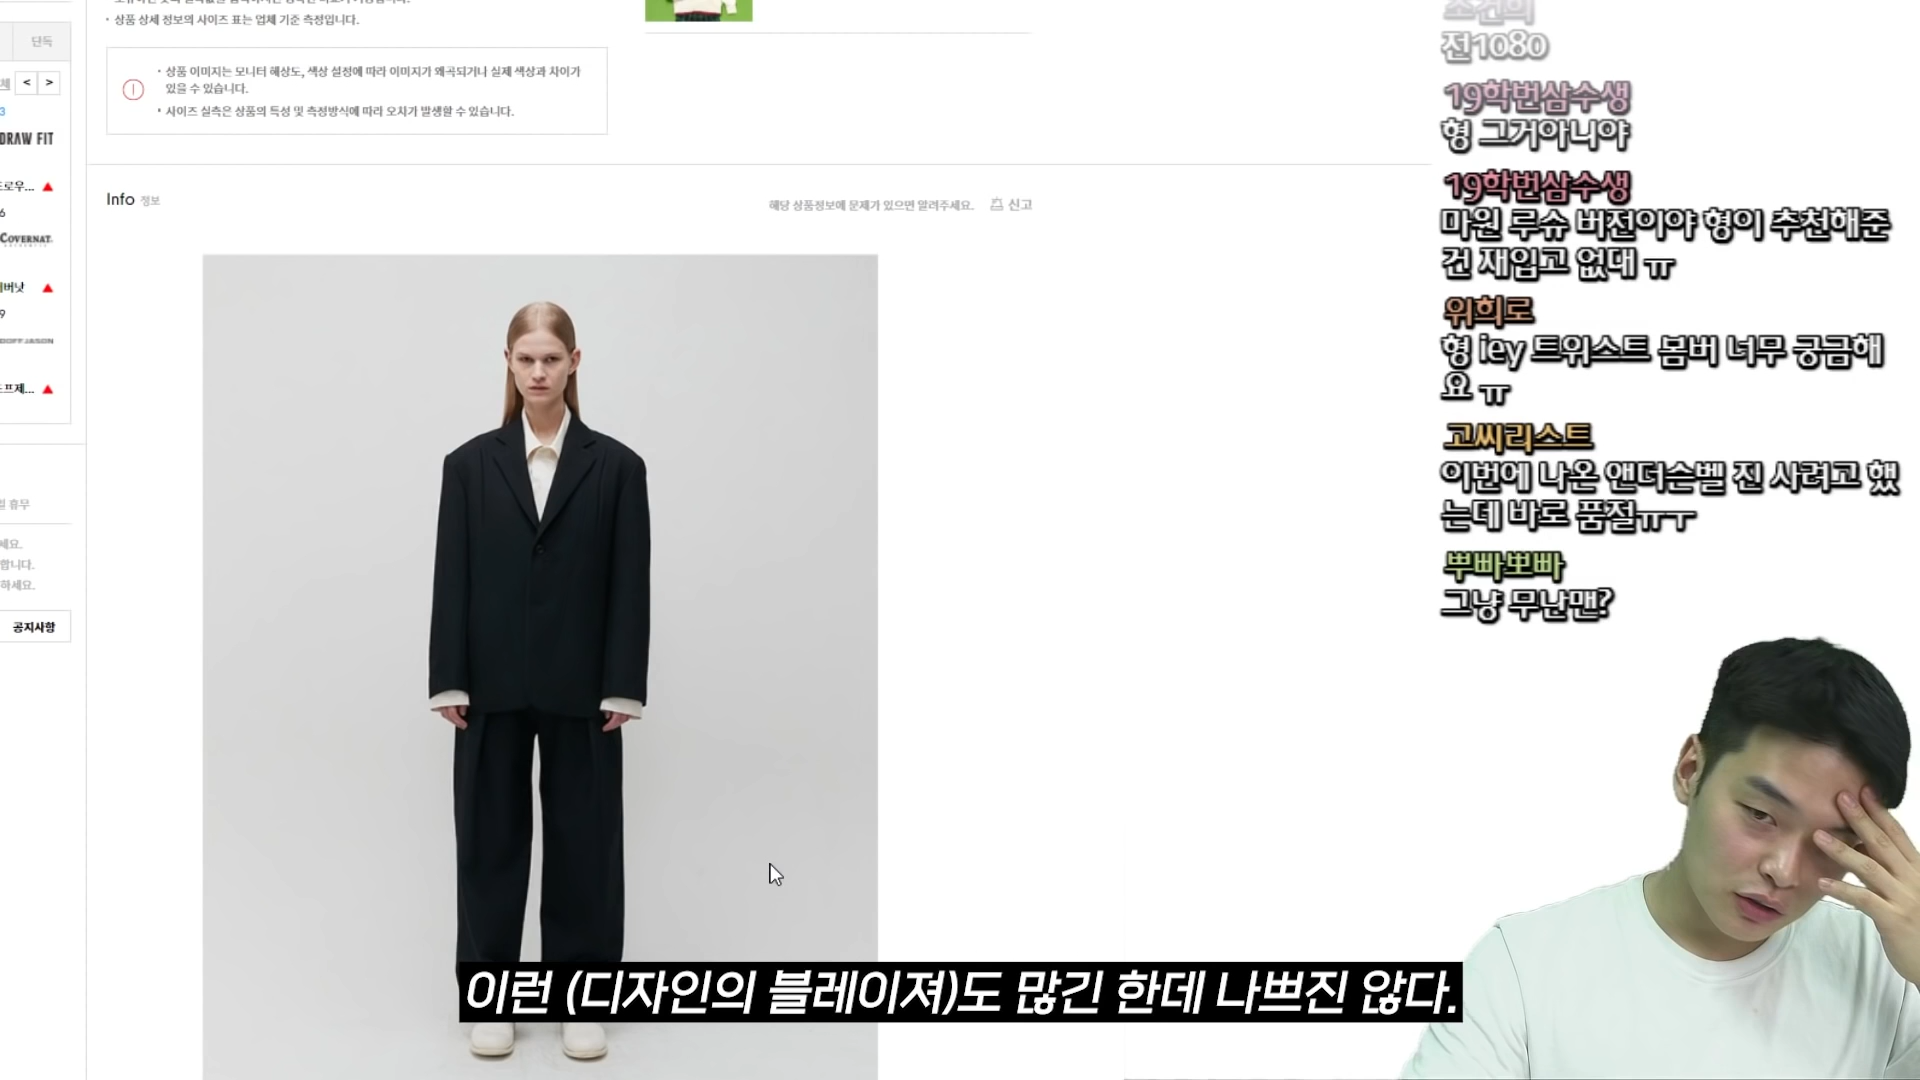 • 상품 상세 정보의 사이즈 표는 업체 기준 측정입니다.
단독
< >
3
DRAW FIT
6
COVERNAT
버낫
9
DOFFJASON
공지사항
• 상품 이미지는 모니터 해상도, 색상 설정에 따라 이미지가 왜곡되거나 실제 색상과 차이가
있을 수 있습니다.
• 사이즈 실측은 상품의 특성 및 측정방식에 따라 오차가 발생할 수 있습니다.
Info 정보
해당 상품정보에 문제가 있으면 알려주세요. 신고
전1080
19학번삼수생
형 그거아니야
19학번삼수생
마원 루슈 버전이야 형이 추천해준
건 재입고 없대 ㅠ
위희로
형 iey 트위스트 봄버 너무 궁금해
요 ㅠ
고씨리스트
이번에 나온 앤더슨벨 진 사려고 했
는데 바로 품절ㅠㅜ
뿌빠뽀빠
그냥 무난맨?
이런 (디자인의 블레이져)도 많긴 한데 나쁘진 않다.